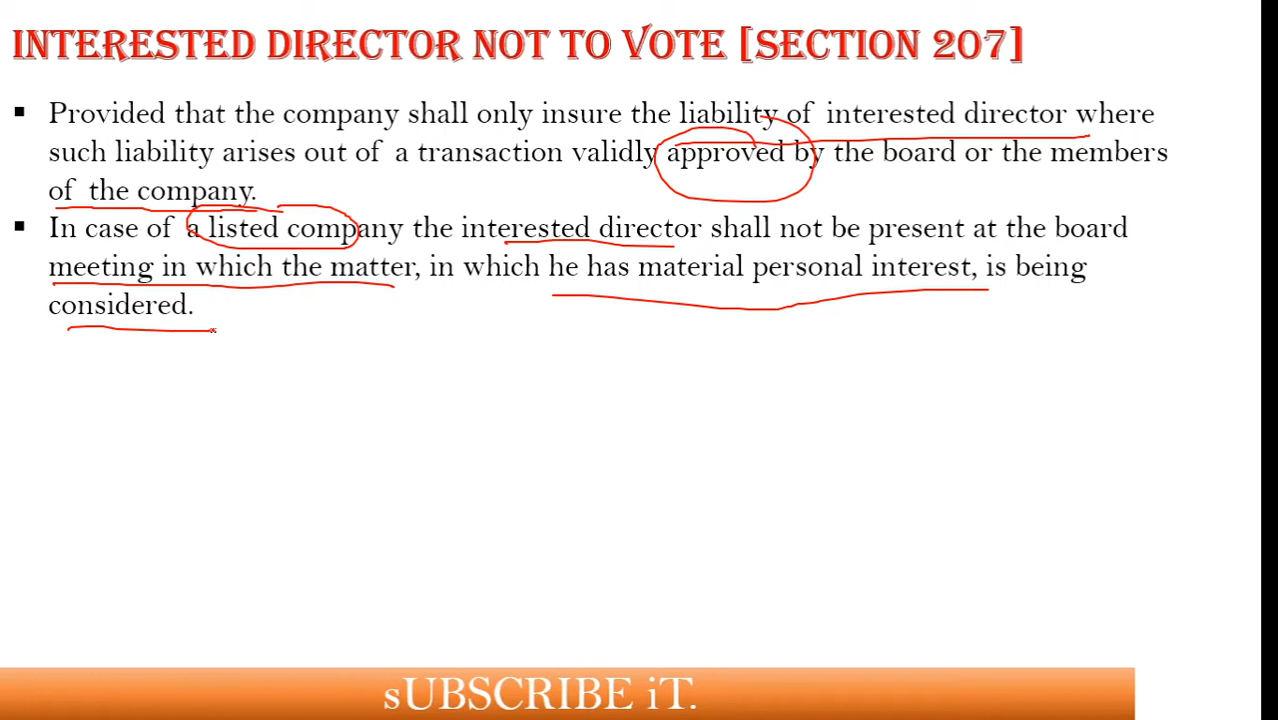 INTERESTED DIRECTOR NOT TO VOTE [SECTION 207]
▪ Provided that the company shall only insure the liability of interested director where
such liability arises out of a transaction validly approved by the board or the members
of the company.
▪ In case of a listed company the interested director shall not be present at the board
meeting in which the matter, in which he has material personal interest, is being
considered.
sUBSCRIBE iT.